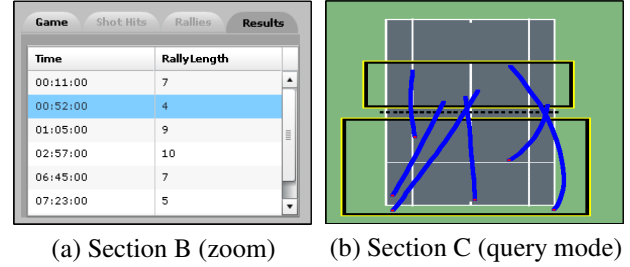 Game Shot Hits Rallies Results
Time RallyLength
00:11:00 7
00:52:00 4
01:05:00 9
02:57:00 10
06:45:00 7
07:23:00 5
(a) Section B (zoom) (b) Section C (query mode)